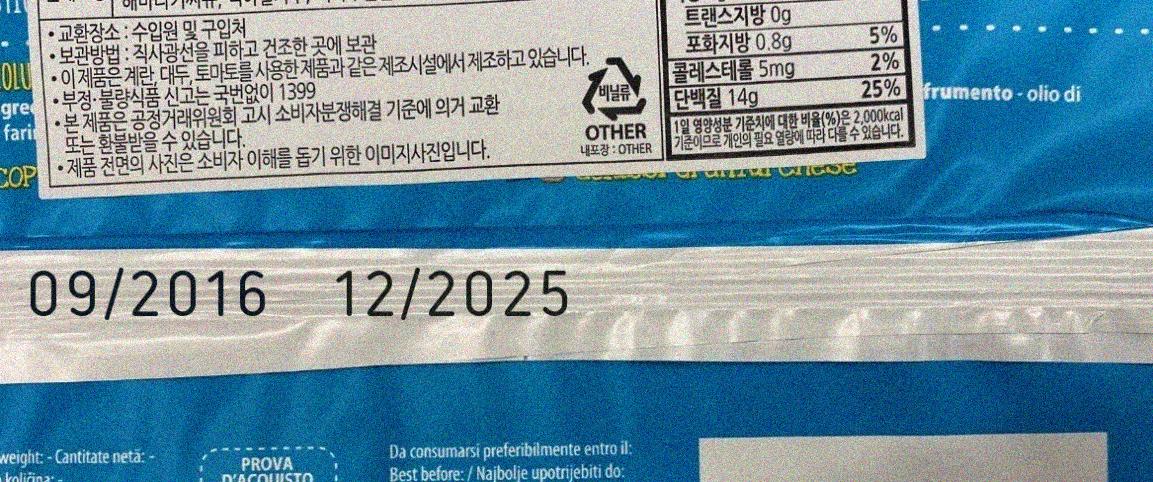 트랜스지방 0g
포화지방 0.8g 5%
콜레스테롤 5mg 2%
단백질 14g 25%
1일 영양성분 기준치에 대한 비율(%)은 2,000kcal
기준이므로 개인의 필요 열량에 따라 다를 수 있습니다.
• 교환장소 : 수입원 및 구입처
• 보관방법 : 직사광선을 피하고 건조한 곳에 보관
• 이 제품은 계란, 대두, 토마토를 사용한 제품과 같은 제조시설에서 제조하고 있습니다.
• 부정·불량식품 신고는 국번없이 1399
• 본 제품은 공정거래위원회 고시 소비자분쟁해결 기준에 의거 교환
또는 환불받을 수 있습니다.
• 제품 전면의 사진은 소비자 이해를 돕기 위한 이미지사진입니다.
비닐류
OTHER
내포장 : OTHER
frumento - olio di
09/2016 12/2025
weight: - Cantitate netă: -
količina: -
PROVA
D'ACQUISTO
Da consumarsi preferibilmente entro il:
Best before: / Najbolje upotrijebiti do: